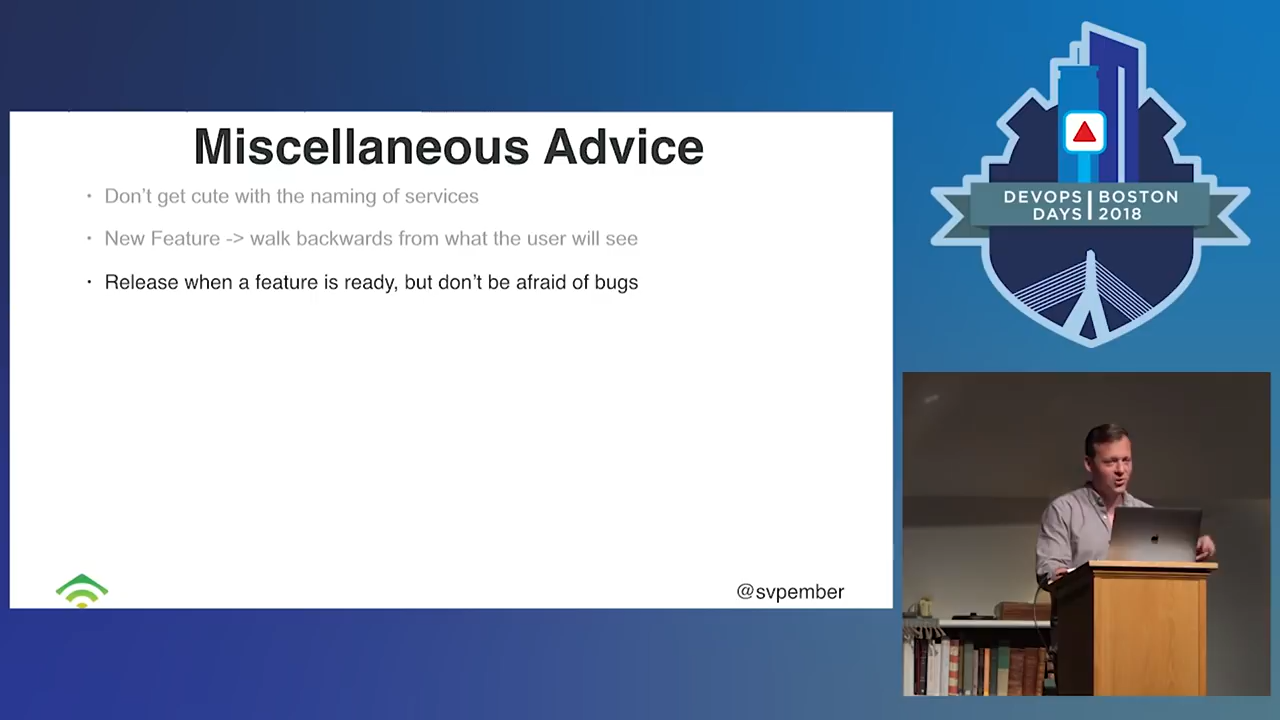 Miscellaneous Advice
· Don't get cute with the naming of services
· New Feature -> walk backwards from what the user will see
· Release when a feature is ready, but don't be afraid of bugs
@svpember
DEVOPS BOSTON
DAYS 2018